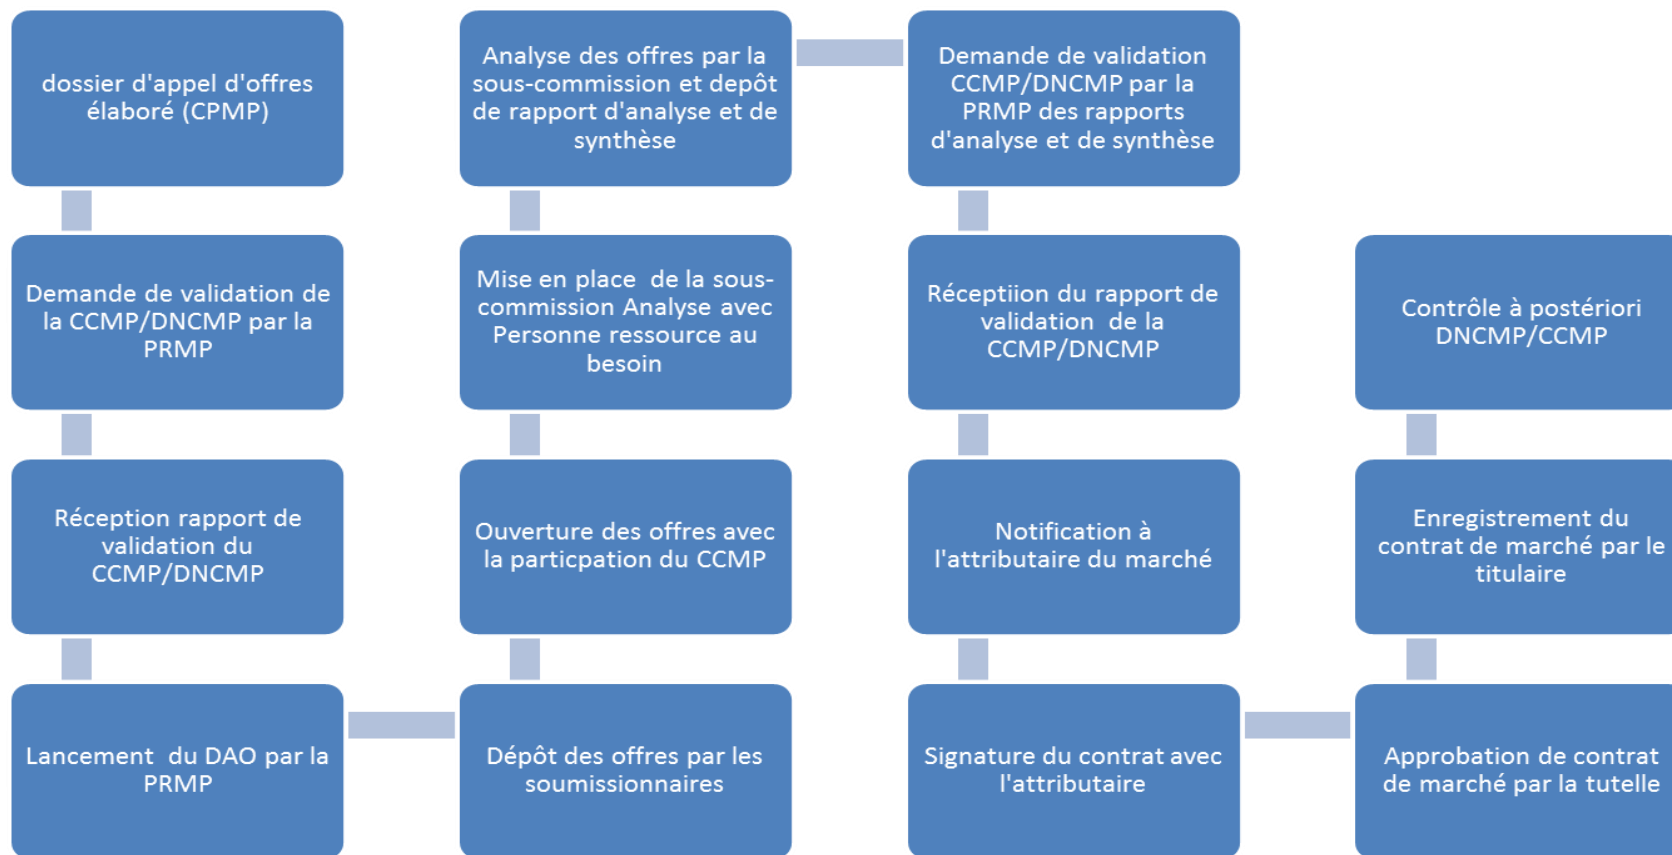 dossier d'appel d'offres
élaboré (CPMP)
Demande de validation de
la CCMP/DNCMP par la
PRMP
Réception rapport de
validation du
CCMP/DNCMP
Lancement du DAO par la
PRMP
Dépôt des offres par les
soumissionnaires
Ouverture des offres avec
la particpation du CCMP
Mise en place de la sous-
commission Analyse avec
Personne ressource au
besoin
Analyse des offres par la
sous-commission et depôt
de rapport d'analyse et de
synthèse
Demande de validation
CCMP/DNCMP par la
PRMP des rapports
d'analyse et de synthèse
Réceptiion du rapport de
validation de la
CCMP/DNCMP
Notification à
l'attributaire du marché
Signature du contrat avec
l'attributaire
Approbation de contrat
de marché par la tutelle
Enregistrement du
contrat de marché par le
titulaire
Contrôle à postériori
DNCMP/CCMP